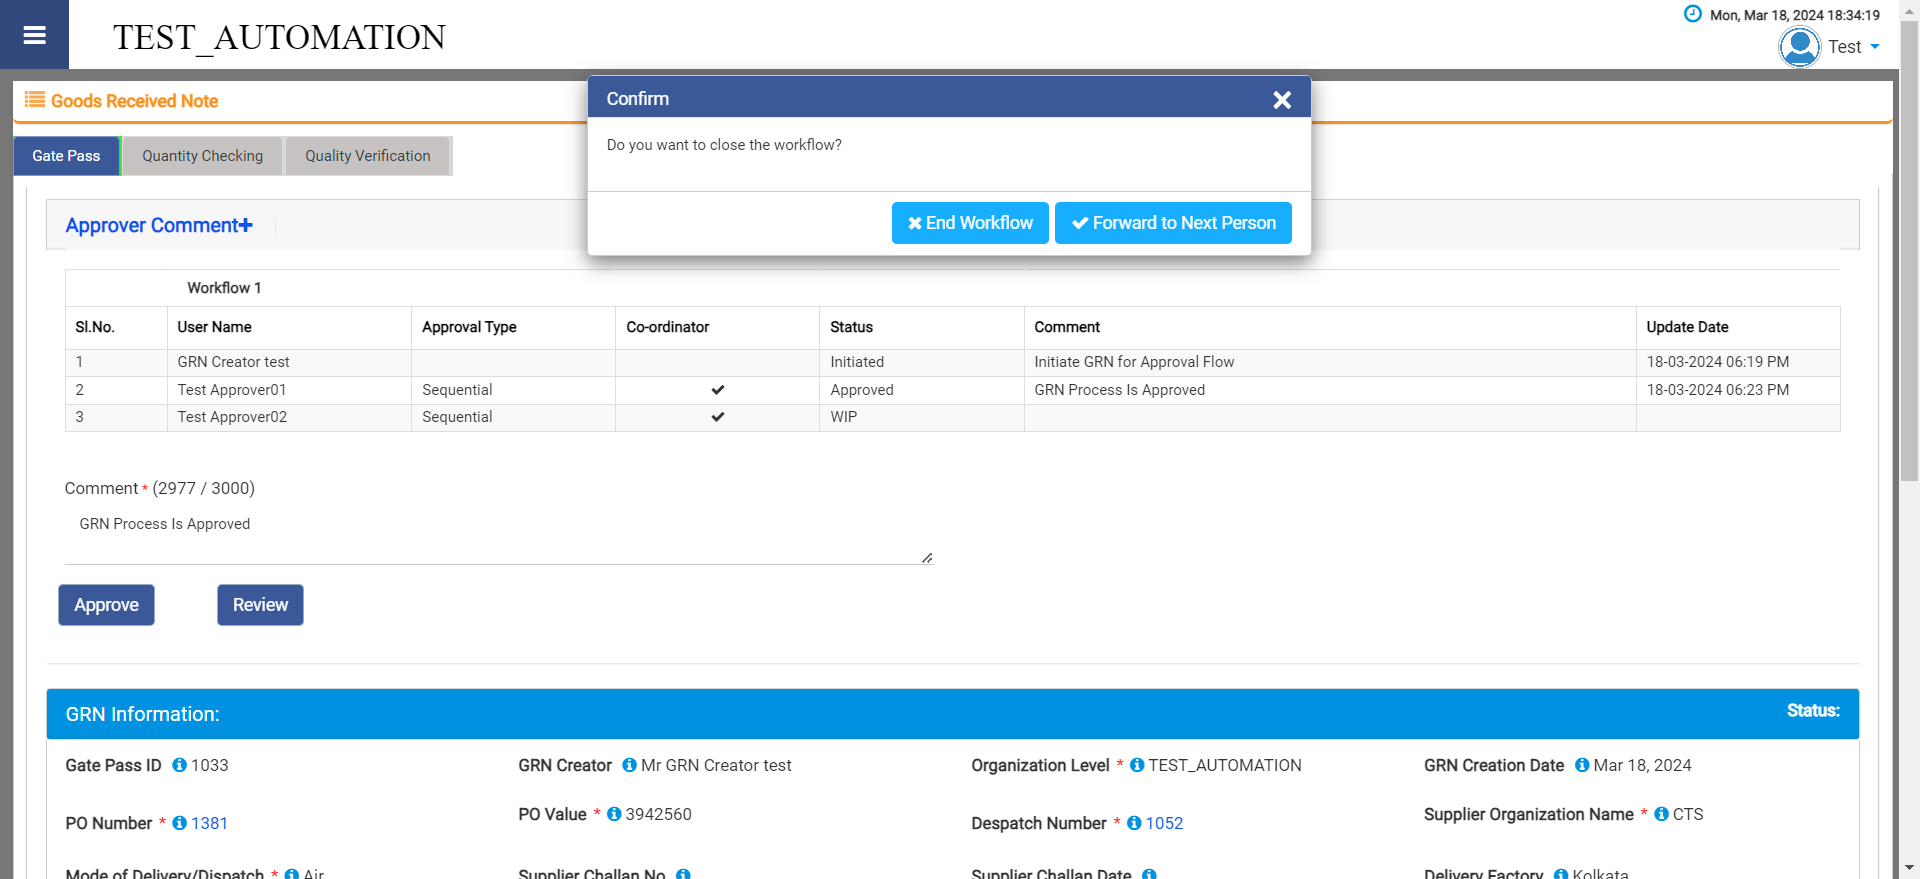 TEST_AUTOMATION
Mon, Mar 18, 2024 18:34:19
Test
Goods Received Note
Confirm
Do you want to close the workflow?
End Workflow Forward to Next Person
Gate Pass Quantity Checking Quality Verification
Approver Comment
Workflow 1
Sl.No. User Name Approval Type Co-ordinator Status Comment Update Date
1 GRN Creator test Initiated Initiate GRN for Approval Flow 18-03-2024 06:19 PM
2 Test Approver01 Sequential Approved GRN Process Is Approved 18-03-2024 06:23 PM
3 Test Approver02 Sequential WIP
Comment * (2977 / 3000)
GRN Process Is Approved
Approve Review
GRN Information: Status:
Gate Pass ID 1033 GRN Creator Mr GRN Creator test Organization Level * TEST_AUTOMATION GRN Creation Date Mar 18, 2024
PO Number * 1381 PO Value * 3942560 Despatch Number * 1052 Supplier Organization Name * CTS
Mode of Delivery/Dispatch * Air Supplier Challan No Supplier Challan Date Delivery Factory Kolkata